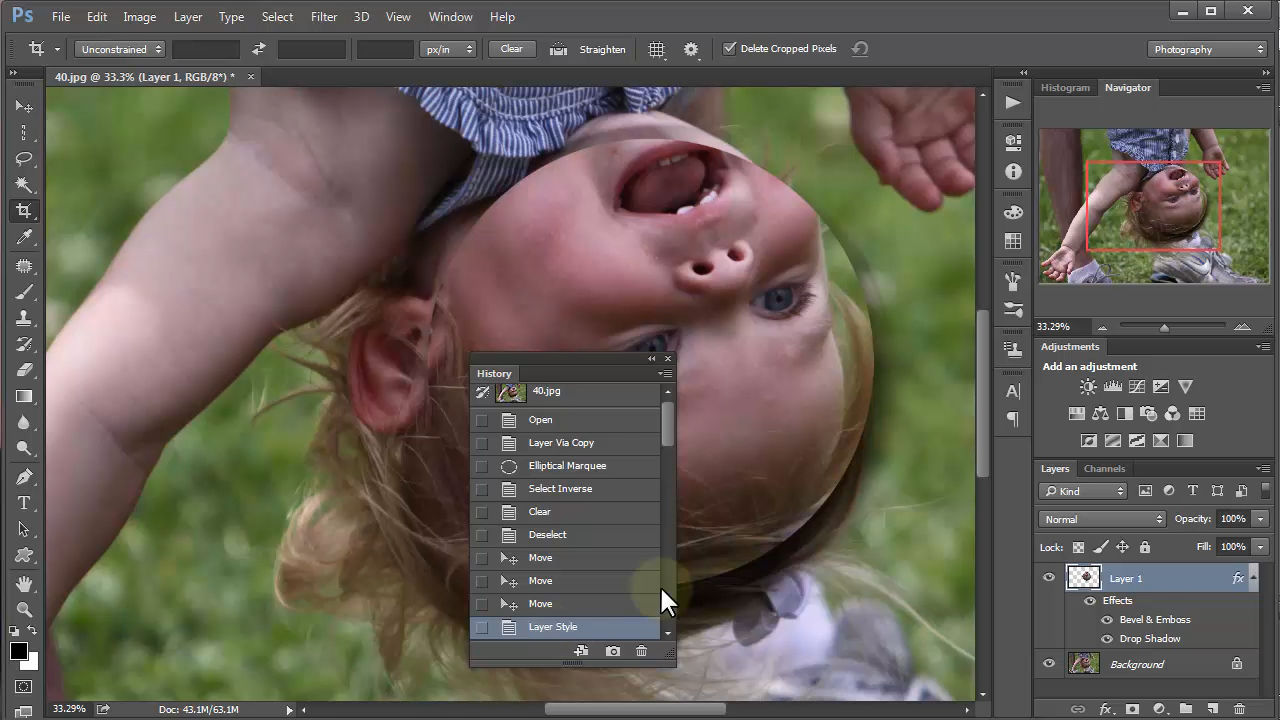 Ps File Edit Image Layer Type Select Filter 3D View Window Help
Unconstrained px/in Clear Straighten Delete Cropped Pixels Photography
40.jpg @ 33.3% (Layer 1, RGB/8*) * ×
Histogram Navigator
33.29%
Adjustments
Add an adjustment
History
40.jpg
Open
Layer Via Copy
Elliptical Marquee
Select Inverse
Clear
Deselect
Move
Move
Move
Layer Style
Layers Channels
Kind
Normal Opacity: 100%
Lock: Fill: 100%
Layer 1 fx
Effects
Bevel & Emboss
Drop Shadow
Background
33.29% Doc: 43.1M/63.1M